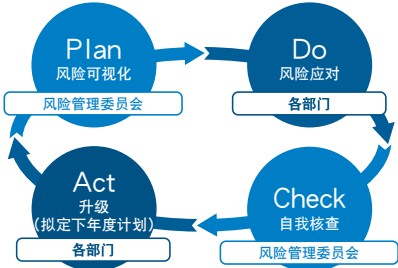 Plan
风险可视化
风险管理委员会
Do
风险应对
各部门
Act
升级
（拟定下年度计划）
各部门
Check
自我核查
风险管理委员会